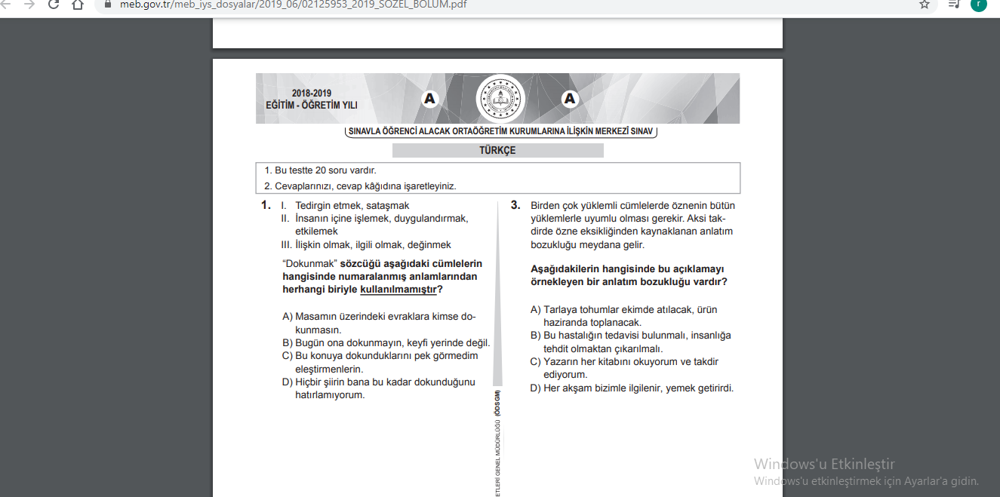 meb.gov.tr/meb_iys_dosyalar/2019_06/02125953_2019_SOZEL_BOLUM.pdf
r
2018-2019
EĞİTİM - ÖĞRETİM YILI
A
A
SINAVLA ÖĞRENCİ ALACAK ORTAÖĞRETİM KURUMLARINA İLİŞKİN MERKEZÎ SINAV
TÜRKÇE
1. Bu testte 20 soru vardır.
2. Cevaplarınızı, cevap kâğıdına işaretleyiniz.
1. I. Tedirgin etmek, sataşmak
II. İnsanın içine işlemek, duygulandırmak,
etkilemek
III. İlişkin olmak, ilgili olmak, değinmek
“Dokunmak” sözcüğü aşağıdaki cümlelerin
hangisinde numaralanmış anlamlarından
herhangi biriyle kullanılmamıştır?
A) Masamın üzerindeki evraklara kimse do-
kunmasın.
B) Bugün ona dokunmayın, keyfi yerinde değil.
C) Bu konuya dokunduklarını pek görmedim
eleştirmenlerin.
D) Hiçbir şiirin bana bu kadar dokunduğunu
hatırlamıyorum.
ETLERİ GENEL MÜDÜRLÜĞÜ (ÖDSGM)
3. Birden çok yüklemli cümlelerde öznenin bütün
yüklemlerle uyumlu olması gerekir. Aksi tak-
dirde özne eksikliğinden kaynaklanan anlatım
bozukluğu meydana gelir.
Aşağıdakilerin hangisinde bu açıklamayı
örnekleyen bir anlatım bozukluğu vardır?
A) Tarlaya tohumlar ekimde atılacak, ürün
haziranda toplanacak.
B) Bu hastalığın tedavisi bulunmalı, insanlığa
tehdit olmaktan çıkarılmalı.
C) Yazarın her kitabını okuyorum ve takdir
ediyorum.
D) Her akşam bizimle ilgilenir, yemek getirirdi.
Windows'u Etkinleştir
Windows'u etkinleştirmek için Ayarlar'a gidin.